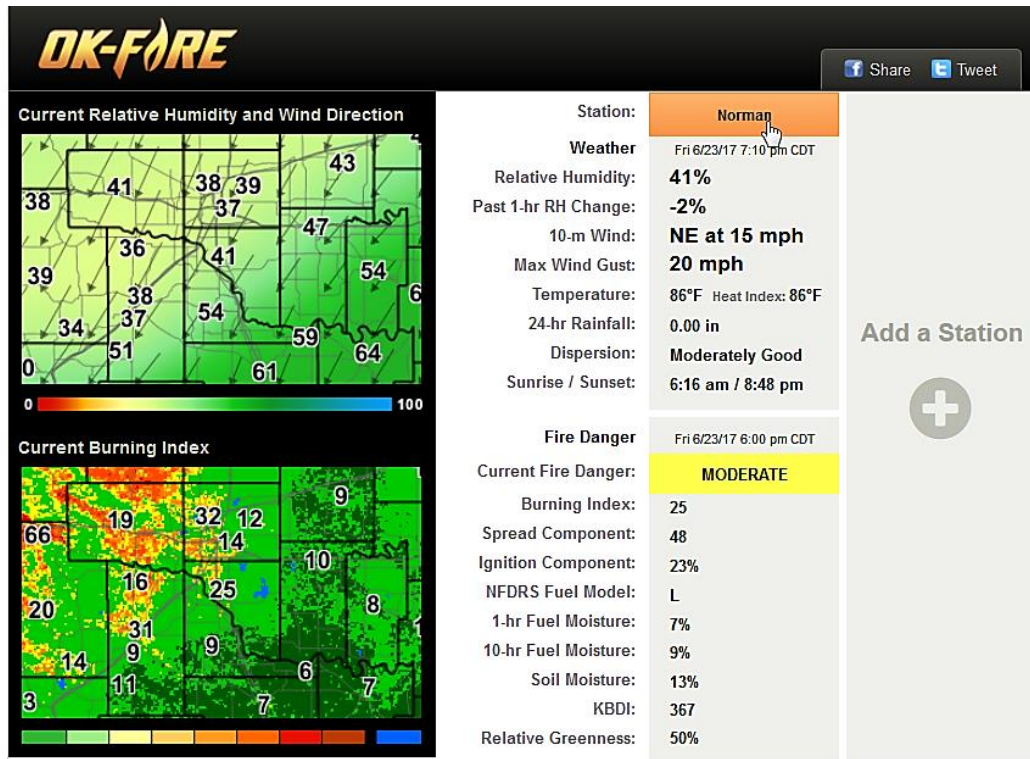 OK-FIRE
Share Tweet
Current Relative Humidity and Wind Direction
43
41 38 39
38 37
47
36 41
39 54
38 6
34 37 54
59
51 64
0 61
0 100
Current Burning Index
9
19 32 12
66 14
10
16 25
20 8
31
14 9 9
6
11 7
3 7
Station: Norman
Weather Fri 6/23/17 7:10 pm CDT
Relative Humidity: 41%
Past 1-hr RH Change: -2%
10-m Wind: NE at 15 mph
Max Wind Gust: 20 mph
Temperature: 86°F Heat Index: 86°F
24-hr Rainfall: 0.00 in
Dispersion: Moderately Good
Sunrise / Sunset: 6:16 am / 8:48 pm
Fire Danger Fri 6/23/17 6:00 pm CDT
Current Fire Danger: MODERATE
Burning Index: 25
Spread Component: 48
Ignition Component: 23%
NFDRS Fuel Model: L
1-hr Fuel Moisture: 7%
10-hr Fuel Moisture: 9%
Soil Moisture: 13%
KBDI: 367
Relative Greenness: 50%
Add a Station